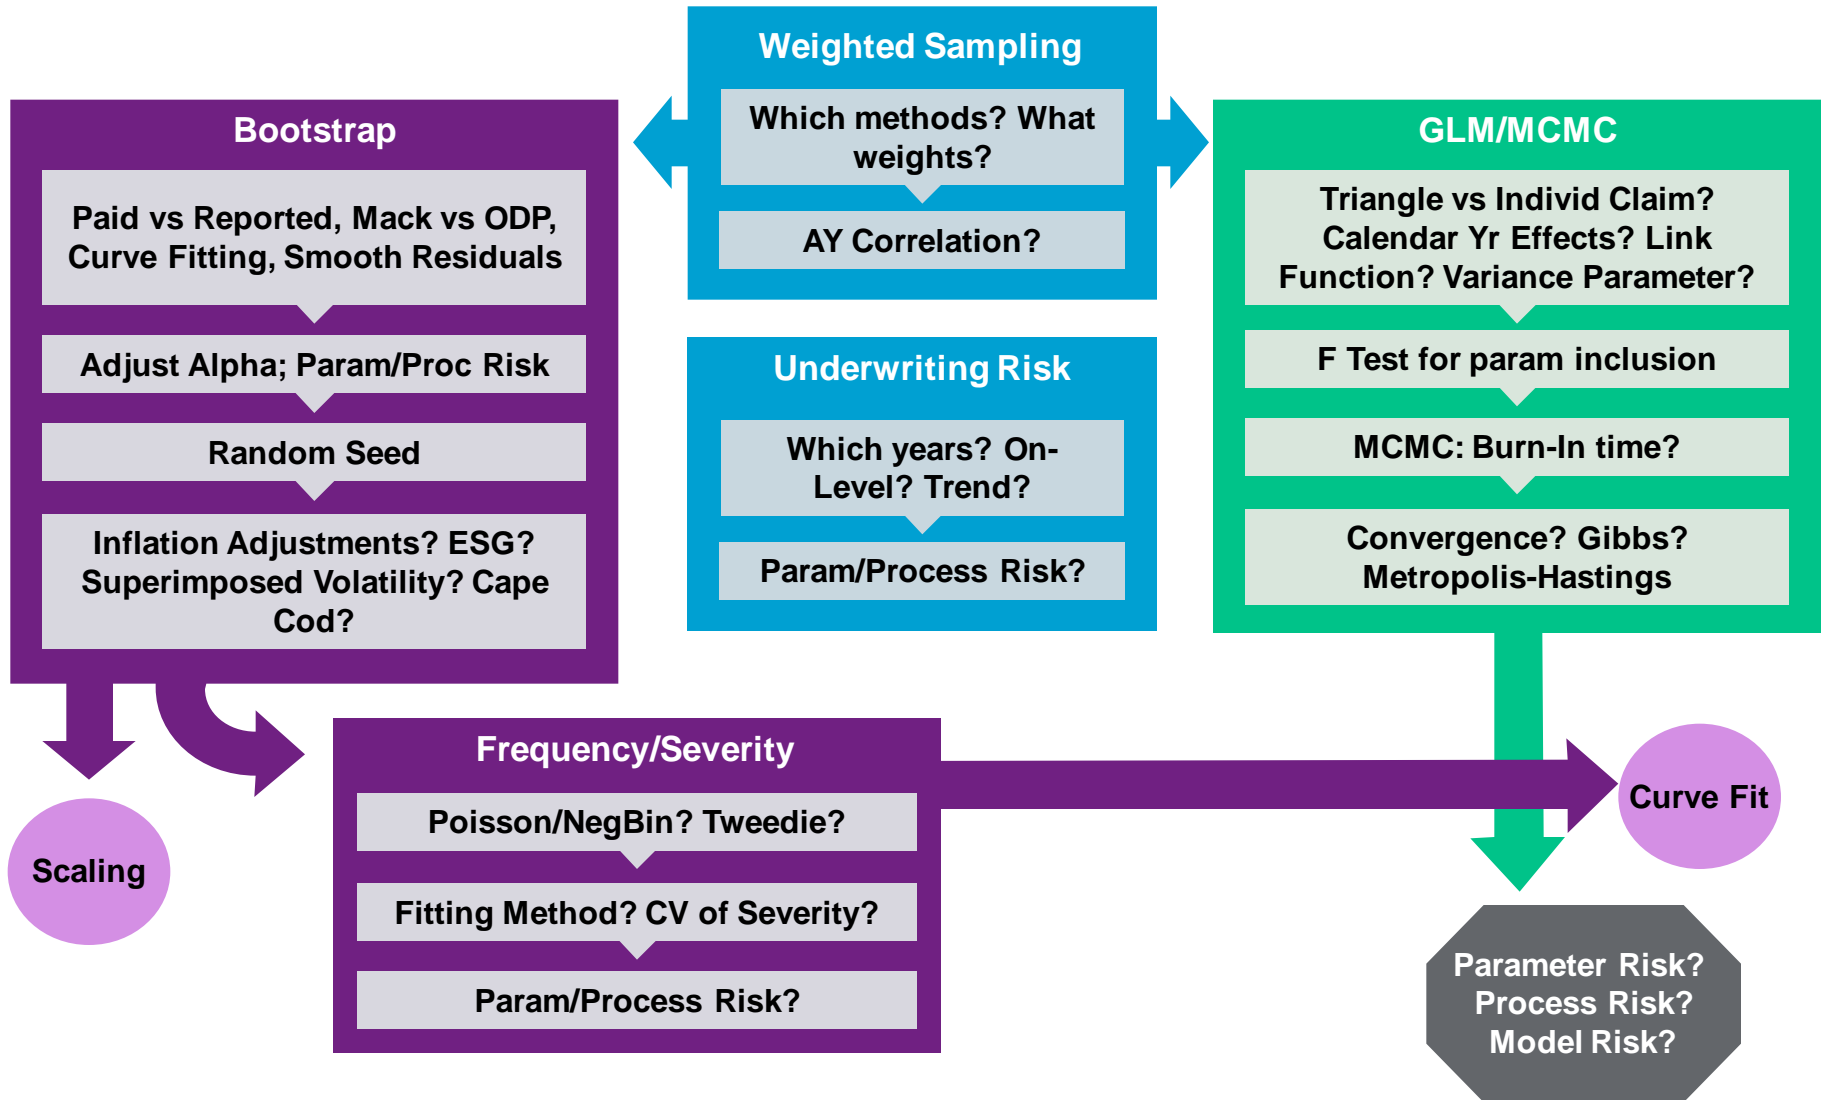 Weighted Sampling
Which methods? What
weights?
AY Correlation?
Bootstrap
Paid vs Reported, Mack vs ODP,
Curve Fitting, Smooth Residuals
Adjust Alpha; Param/Proc Risk
Random Seed
Inflation Adjustments? ESG?
Superimposed Volatility? Cape
Cod?
Underwriting Risk
Which years? On-
Level? Trend?
Param/Process Risk?
GLM/MCMC
Triangle vs Individ Claim?
Calendar Yr Effects? Link
Function? Variance Parameter?
F Test for param inclusion
MCMC: Burn-In time?
Convergence? Gibbs?
Metropolis-Hastings
Frequency/Severity
Poisson/NegBin? Tweedie?
Fitting Method? CV of Severity?
Param/Process Risk?
Scaling
Curve Fit
Parameter Risk?
Process Risk?
Model Risk?